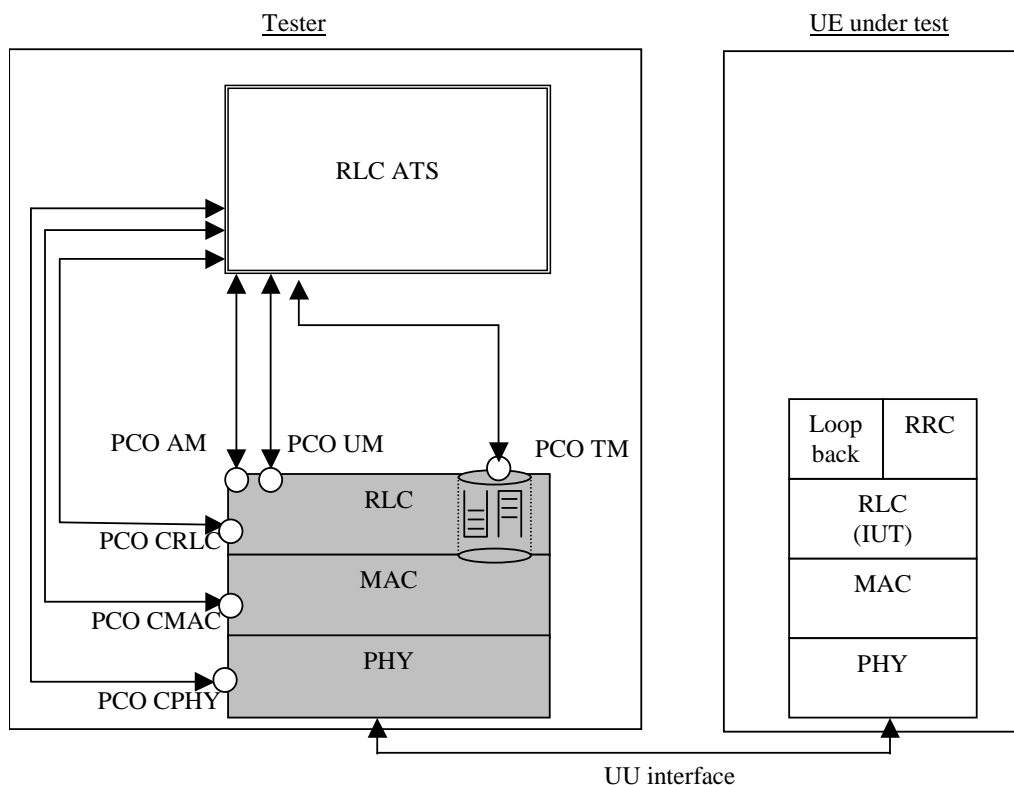 Tester
UE under test
RLC ATS
PCO AM
PCO UM
PCO TM
Loop
back
RRC
RLC
RLC
(IUT)
PCO CRLC
MAC
MAC
PCO CMAC
PHY
PHY
PCO CPHY
UU interface